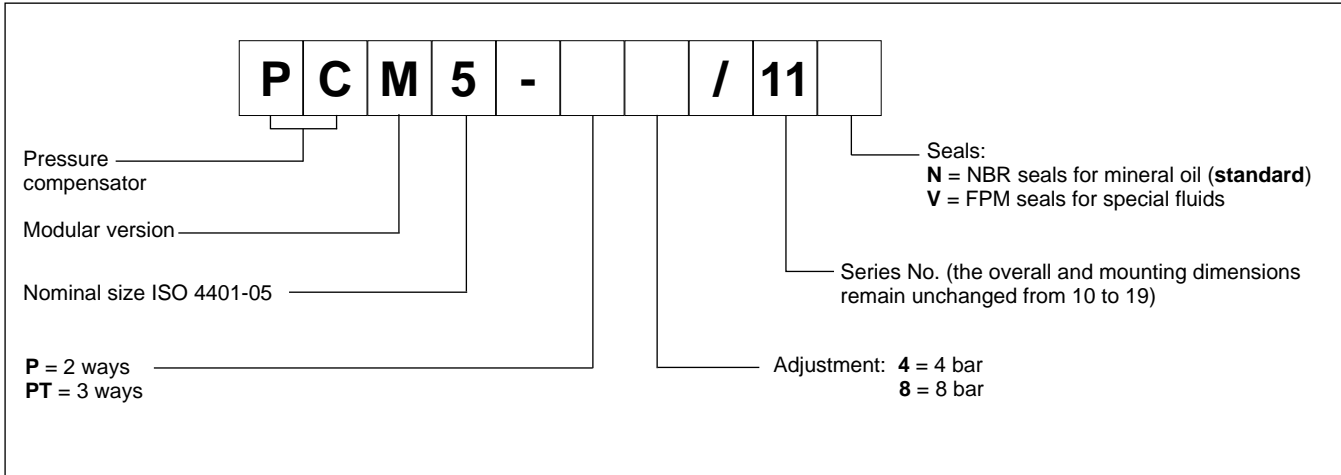 P C M 5 - / 11
Pressure
compensator
Modular version
Nominal size ISO 4401-05
P = 2 ways
PT = 3 ways
Seals:
N = NBR seals for mineral oil (standard)
V = FPM seals for special fluids
Series No. (the overall and mounting dimensions
remain unchanged from 10 to 19)
Adjustment: 4 = 4 bar
8 = 8 bar